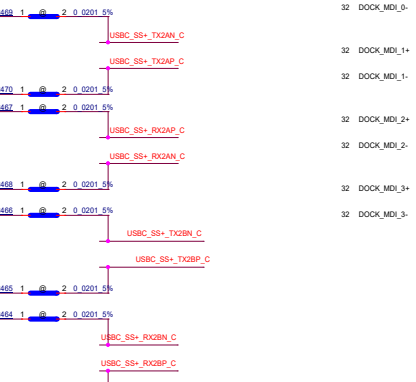 469 1 @ 2 0_0201_5%
32 DOCK_MDI_0-
USBC_SS+_TX2AN_C
32 DOCK_MDI_1+
USBC_SS+_TX2AP_C
32 DOCK_MDI_1-
470 1 @ 2 0_0201_5%
467 1 @ 2 0_0201_5%
32 DOCK_MDI_2+
USBC_SS+_RX2AP_C
32 DOCK_MDI_2-
USBC_SS+_RX2AN_C
468 1 @ 2 0_0201_5%
32 DOCK_MDI_3+
466 1 @ 2 0_0201_5%
32 DOCK_MDI_3-
USBC_SS+_TX2BN_C
USBC_SS+_TX2BP_C
465 1 @ 2 0_0201_5%
464 1 @ 2 0_0201_5%
USBC_SS+_RX2BN_C
USBC_SS+_RX2BP_C